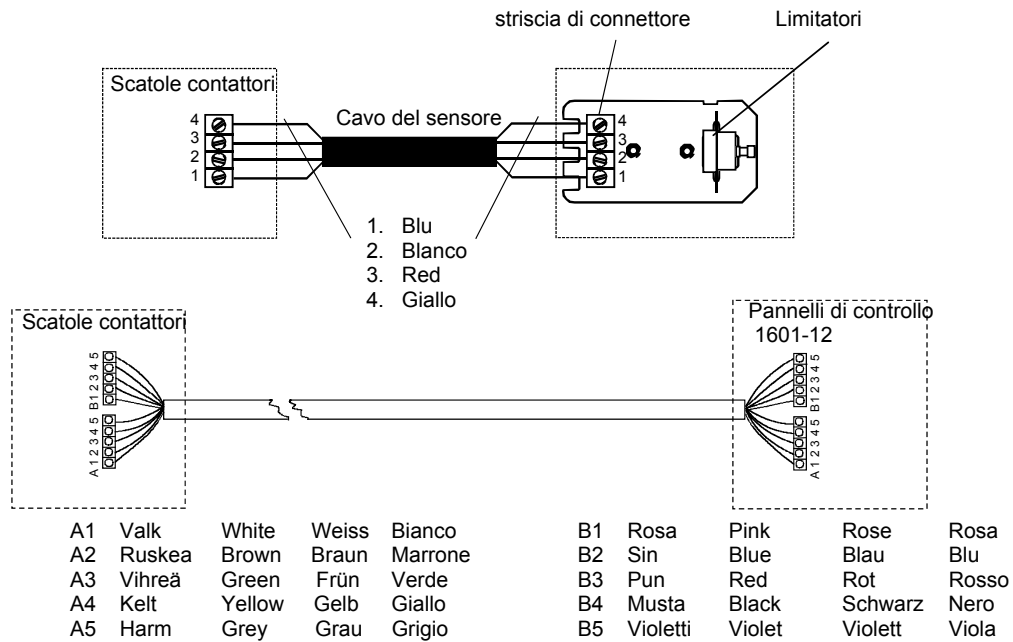 striscia di connettore
Limitatori
Scatole contattori
Cavo del sensore
4
3
2
1
4
3
2
1
1. Blu
2. Blanco
3. Red
4. Giallo
Scatole contattori
Pannelli di controllo
1601-12
B 1 2 3 4 5
A 1 2 3 4 5
B 1 2 3 4 5
A 1 2 3 4 5
A1 Valk White Weiss Bianco
A2 Ruskea Brown Braun Marrone
A3 Vihreä Green Frün Verde
A4 Kelt Yellow Gelb Giallo
A5 Harm Grey Grau Grigio
B1 Rosa Pink Rose Rosa
B2 Sin Blue Blau Blu
B3 Pun Red Rot Rosso
B4 Musta Black Schwarz Nero
B5 Violetti Violet Violett Viola